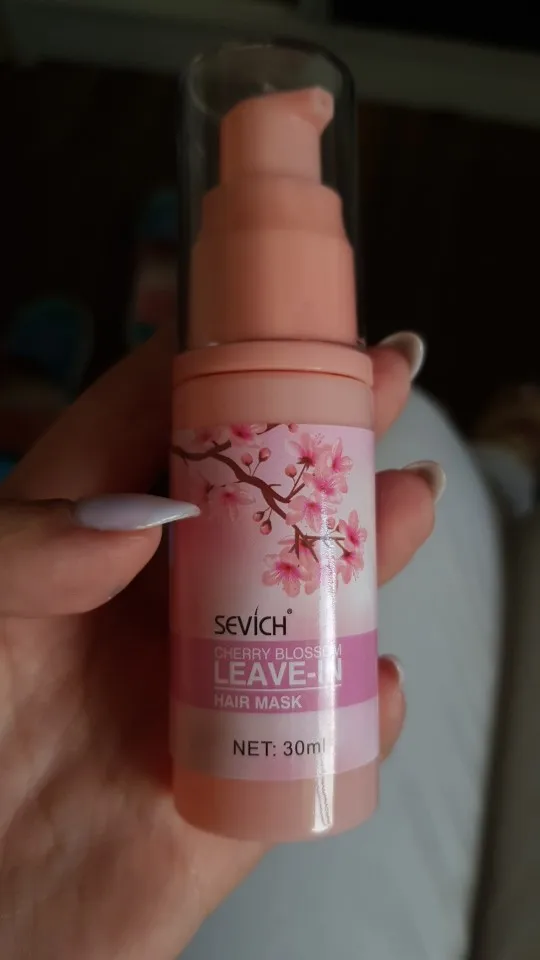 SEVICH®
CHERRY BLOSSOM
LEAVE-IN
HAIR MASK
NET: 30ml